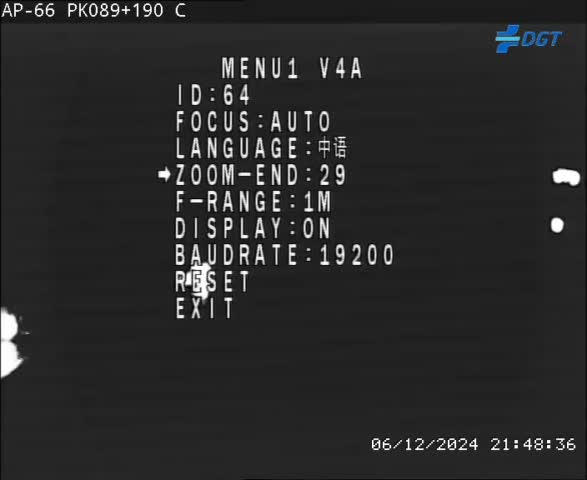 AP-66 PK089+190 C
DGT
MENU1 V4A
ID:64
FOCUS:AUTO
LANGUAGE:中语
ZOOM-END:29
F-RANGE:1M
DISPLAY:ON
BAUDRATE:19200
RESET
EXIT
06/12/2024 21:48:36